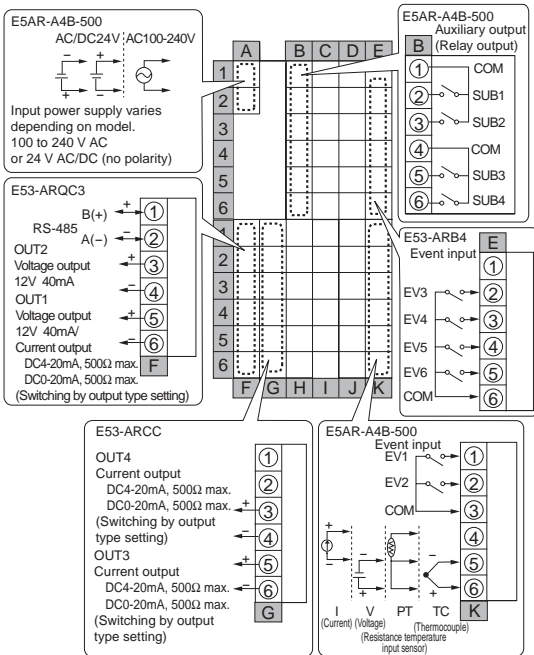 E5AR-A4B-500
AC/DC24V AC100-240V
− − 
+ +
Input power supply varies
depending on model.
100 to 240 V AC
or 24 V AC/DC (no polarity)
A B C D E
1
2
3
4
5
6
1
2
3
4
5
6
F G H I J K
E5AR-A4B-500
Auxiliary output
(Relay output)
B
1 COM
2 SUB1
3 SUB2
4 COM
5 SUB3
6 SUB4
E53-ARQC3
B(+) + 1
RS-485
A(−) − 2
OUT2
Voltage output + 3
12V 40mA − 4
OUT1
Voltage output + 5
12V 40mA/
Current output − 6
DC4-20mA, 500Ω max.
DC0-20mA, 500Ω max.
F
(Switching by output type setting)
E53-ARB4
Event input
E
1
EV3 2
EV4 3
EV5 4
EV6 5
COM 6
E53-ARCC
OUT4
Current output
DC4-20mA, 500Ω max.
DC0-20mA, 500Ω max.
(Switching by output
type setting)
OUT3
Current output
DC4-20mA, 500Ω max.
DC0-20mA, 500Ω max.
(Switching by output
type setting)
1
2
+ 3
− 4
+ 5
− 6
G
E5AR-A4B-500
Event input
EV1 1
EV2 2
COM 3
4
5
6
+ − − −
+ +
I V PT TC
(Current) (Voltage) (Thermocouple)
(Resistance temperature
input sensor)
K